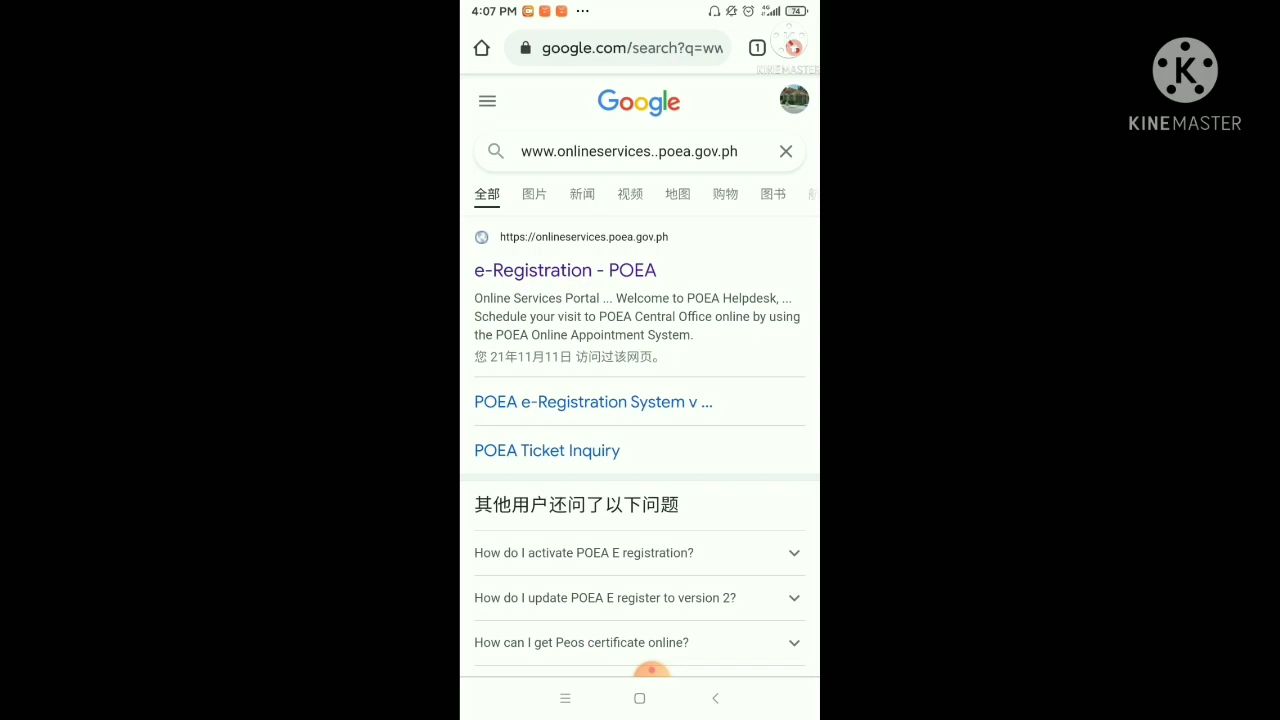 4:07 PM
4G
74
google.com/search?q=ww
1
KINEMASTER
K
KINEMASTER
Google
www.onlineservices..poea.gov.ph
全部 图片 新闻 视频 地图 购物 图书
https://onlineservices.poea.gov.ph
e-Registration - POEA
Online Services Portal ... Welcome to POEA Helpdesk, ...
Schedule your visit to POEA Central Office online by using
the POEA Online Appointment System.
您 21年11月11日 访问过该网页。
POEA e-Registration System v ...
POEA Ticket Inquiry
其他用户还问了以下问题
How do I activate POEA E registration?
How do I update POEA E register to version 2?
How can I get Peos certificate online?